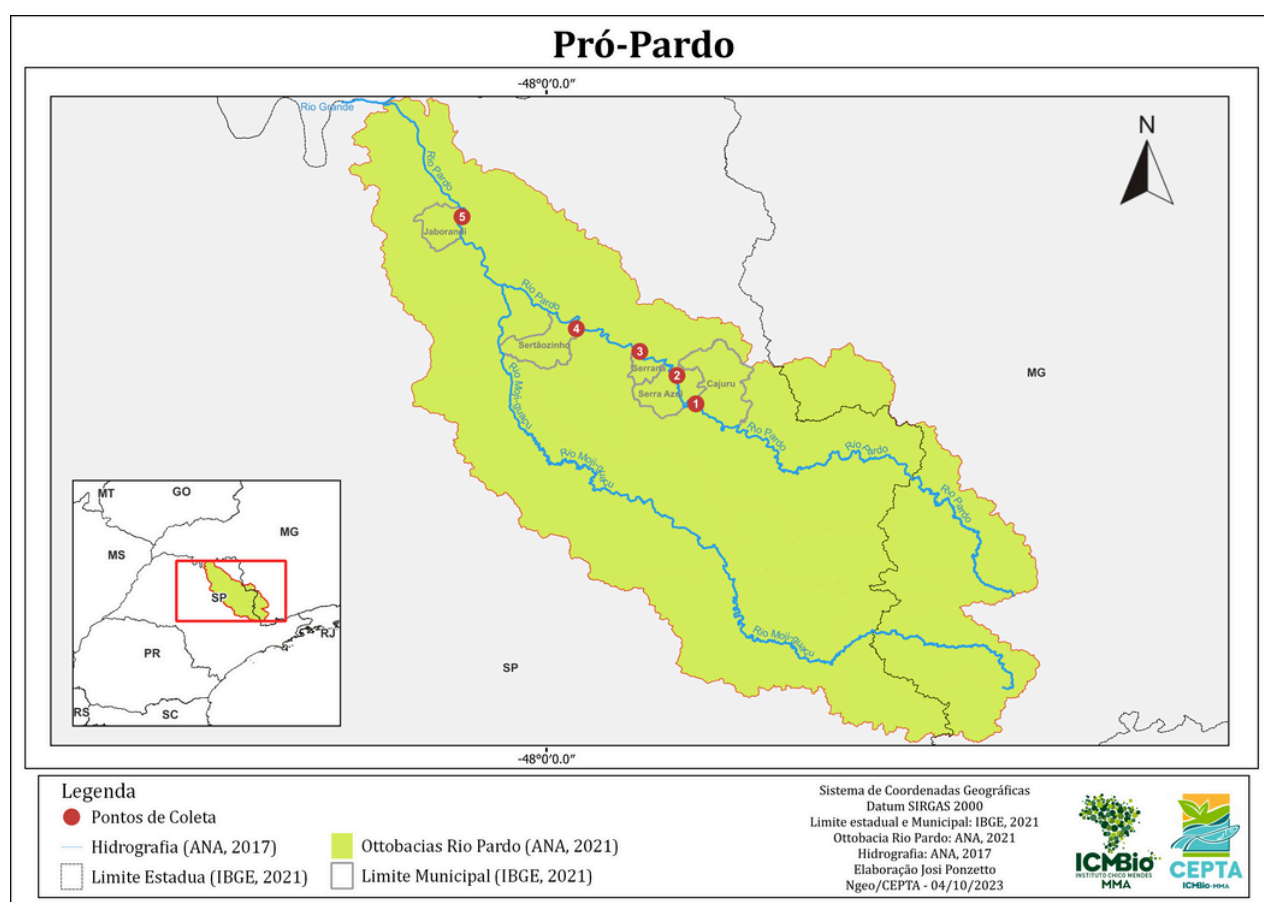 Pró-Pardo
-48°0'0.0"
Rio Grande
N
Rio Pardo
5
Jaborandi
Rio Pardo
4
Sertãozinho
3
Serrana
2
Cajuru
Serra Azul
1
MG
Rio Moji-guaçu
Rio Pardo
Rio Pardo
Rio Moji-guaçú
Rio Pardo
MT
GO
MG
MS
SP
RJ
PR
SC
RS
Rio Moji-guaçú
SP
-48°0'0.0"
Legenda
Pontos de Coleta
Hidrografia (ANA, 2017)
Ottobacias Rio Pardo (ANA, 2021)
Limite Estadua (IBGE, 2021)
Limite Municipal (IBGE, 2021)
Sistema de Coordenadas Geográficas
Datum SIRGAS 2000
Limite estadual e Municipal: IBGE, 2021
Ottobacia Rio Pardo: ANA, 2021
Hidrografia: ANA, 2017
Elaboração Josi Ponzetto
Ngeo/CEPTA - 04/10/2023
ICMBio
INSTITUTO CHICO MENDES
MMA
CEPTA
ICMBio-MMA